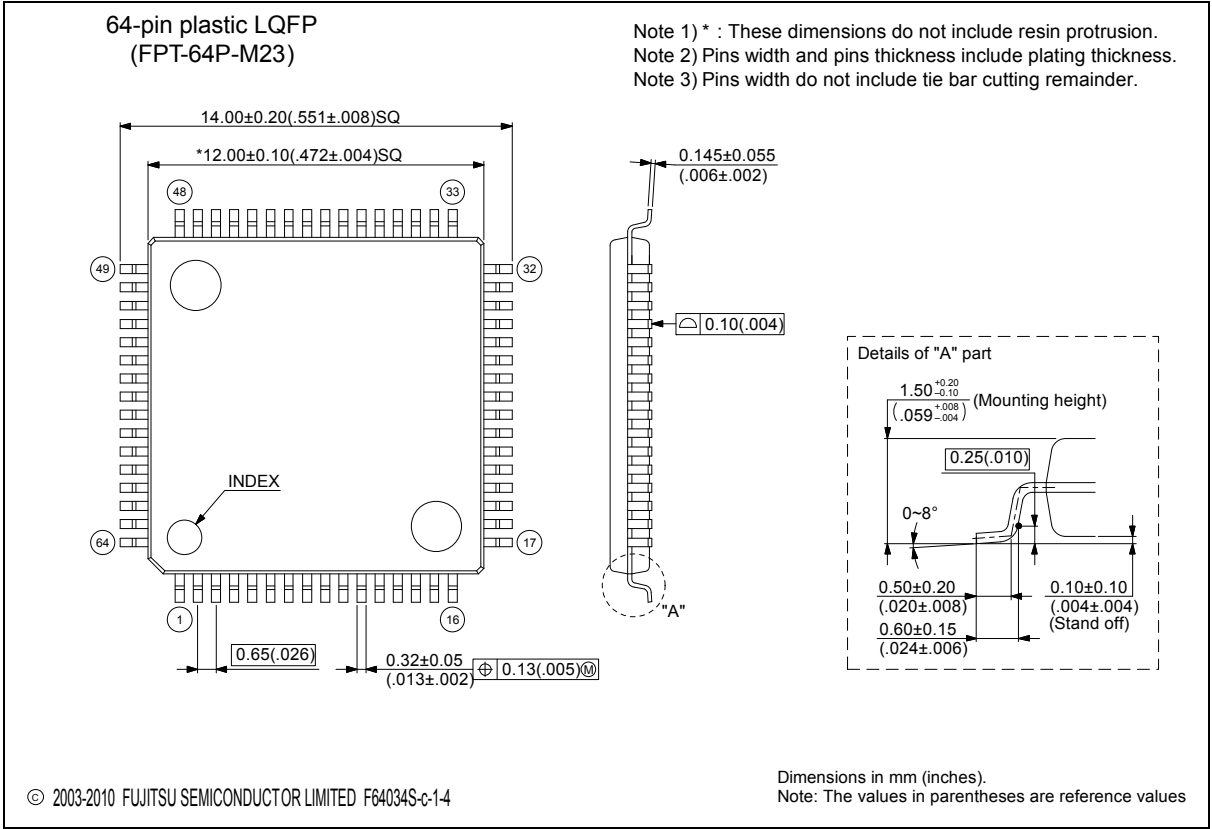 64-pin plastic LQFP
(FPT-64P-M23)
Note 1) * : These dimensions do not include resin protrusion.
Note 2) Pins width and pins thickness include plating thickness.
Note 3) Pins width do not include tie bar cutting remainder.
14.00±0.20(.551±.008)SQ
*12.00±0.10(.472±.004)SQ
0.145±0.055
(.006±.002)
48
33
49
32
0.10(.004)
Details of "A" part
1.50 +0.20 –0.10 (Mounting height)
(.059 +.008 –.004)
0.25(.010)
INDEX
0~8°
64
17
0.50±0.20
(.020±.008)
0.10±0.10
(.004±.004)
(Stand off)
"A"
1
16
0.60±0.15
(.024±.006)
0.65(.026)
0.32±0.05
(.013±.002)
⌖ 0.13(.005)Ⓜ
Dimensions in mm (inches).
Note: The values in parentheses are reference values
© 2003-2010 FUJITSU SEMICONDUCTOR LIMITED F64034S-c-1-4